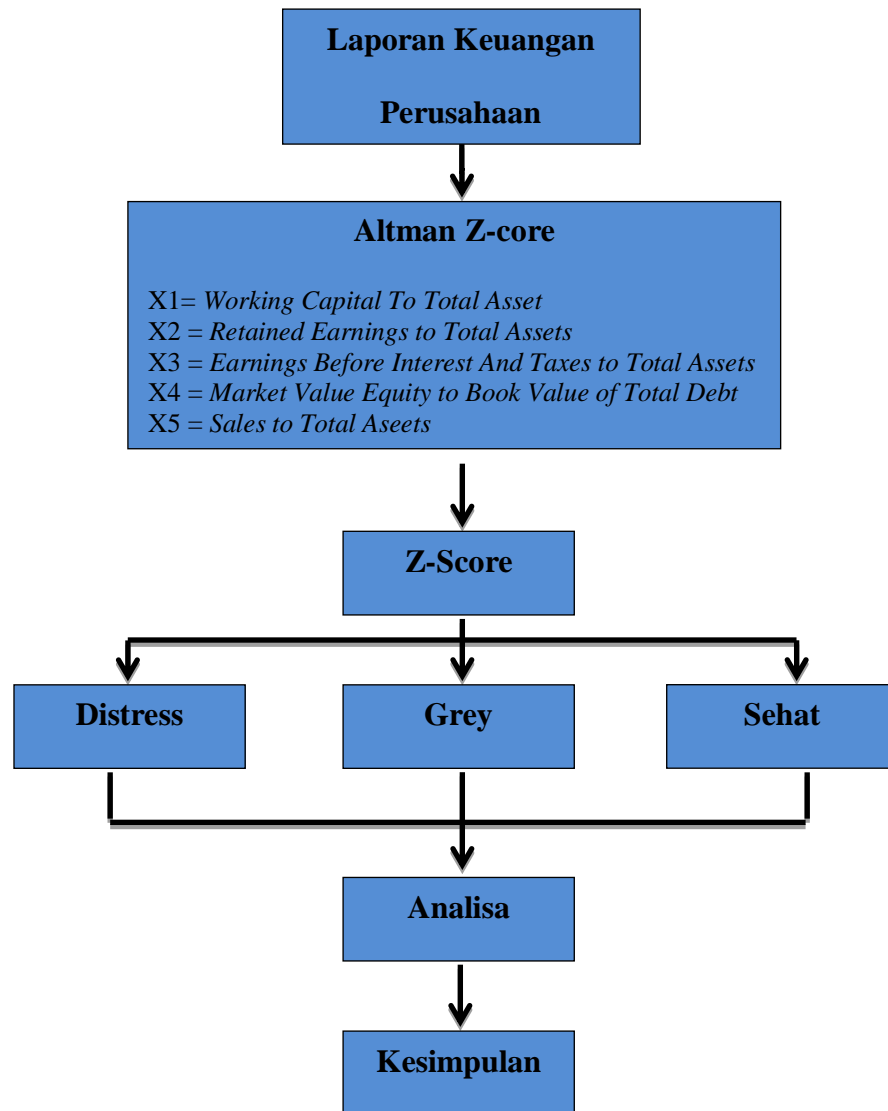 Laporan Keuangan
Perusahaan
Altman Z-core
X1= Working Capital To Total Asset
X2 = Retained Earnings to Total Assets
X3 = Earnings Before Interest And Taxes to Total Assets
X4 = Market Value Equity to Book Value of Total Debt
X5 = Sales to Total Aseets
Z-Score
Distress
Grey
Sehat
Analisa
Kesimpulan